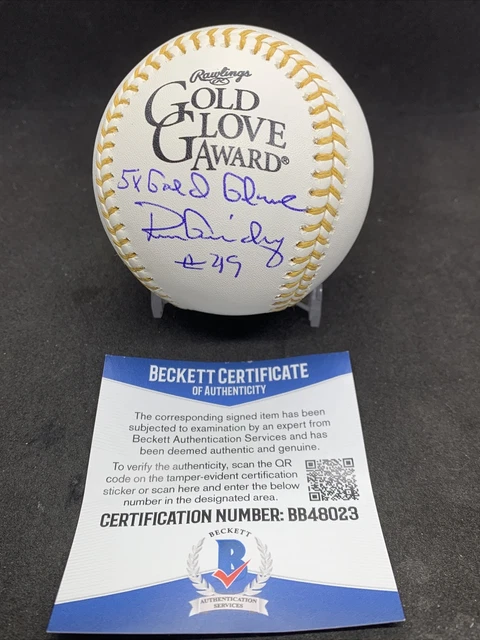 Rawlings
GOLD
GLOVE
AWARD®
5X Gold Glove
Ron Guidry
#49
BECKETT CERTIFICATE
OF AUTHENTICITY
The corresponding signed item has been
subjected to examination by an expert from
Beckett Authentication Services and has
been deemed authentic and genuine.
To verify the authenticity, scan the QR
code on the tamper-evident certification
sticker or scan here and enter the below
number in the designated area.
CERTIFICATION NUMBER: BB48023
BECKETT
B
AUTHENTICATION
SERVICES